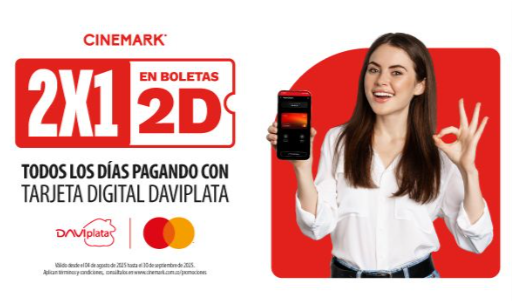 CINEMARK
2X1
EN BOLETAS
2D
TODOS LOS DÍAS PAGANDO CON
TARJETA DIGITAL DAVIPLATA
DAVIplata
Válido desde el 04 de agosto de 2025 hasta el 30 de septiembre de 2025.
Aplican términos y condiciones, consúltalos en www.cinemark.com.co/promociones